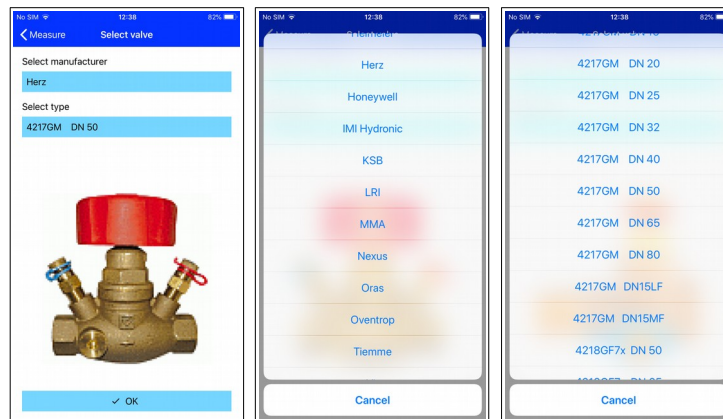 No SIM 12:38 82%
Measure Select valve
Select manufacturer
Herz
Select type
4217GM DN 50
✓ OK
No SIM 12:38 82%
Herz
Honeywell
IMI Hydronic
KSB
LRI
MMA
Nexus
Oras
Oventrop
Tiemme
Cancel
No SIM 12:38 82%
4217GM DN 20
4217GM DN 25
4217GM DN 32
4217GM DN 40
4217GM DN 50
4217GM DN 65
4217GM DN 80
4217GM DN15LF
4217GM DN15MF
4218GF7x DN 50
Cancel